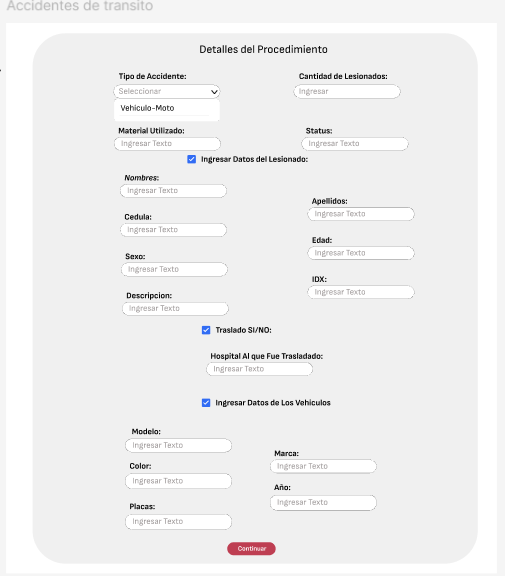 Accidentes de transito
Detalles del Procedimiento
Tipo de Accidente:
Seleccionar
Vehiculo-Moto
Cantidad de Lesionados:
Ingresar
Material Utilizado:
Ingresar Texto
Status:
Ingresar Texto
Ingresar Datos del Lesionado:
Nombres:
Ingresar Texto
Apellidos:
Ingresar Texto
Cedula:
Ingresar Texto
Edad:
Ingresar Texto
Sexo:
Ingresar Texto
IDX:
Ingresar Texto
Descripcion:
Ingresar Texto
Traslado SI/NO:
Hospital Al que Fue Trasladado:
Ingresar Texto
Ingresar Datos de Los Vehiculos
Modelo:
Ingresar Texto
Marca:
Ingresar Texto
Color:
Ingresar Texto
Año:
Ingresar Texto
Placas:
Ingresar Texto
Continuar